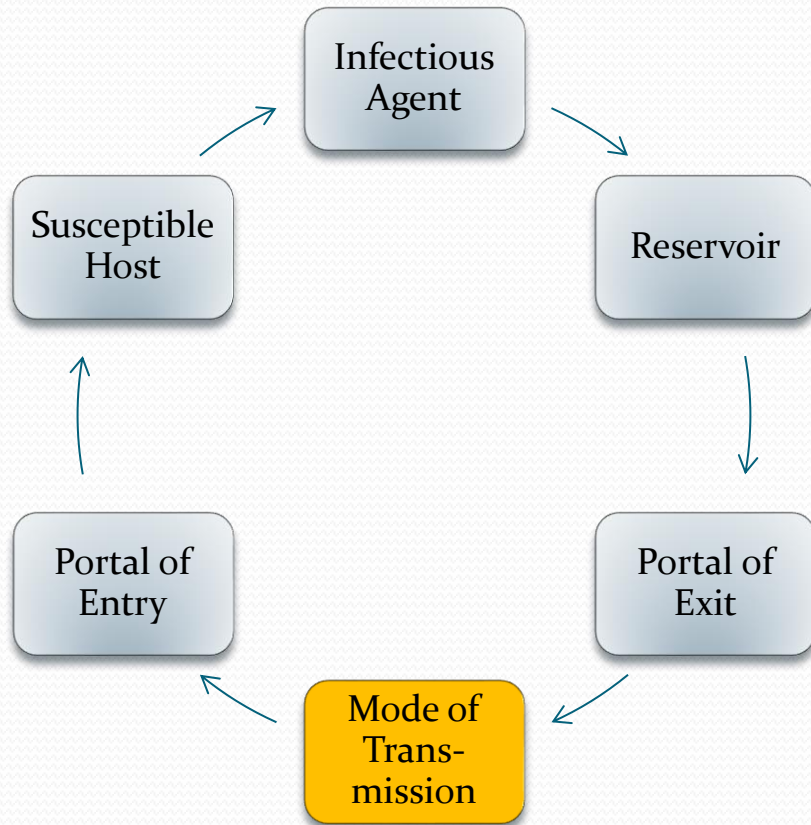 Infectious
Agent
Reservoir
Portal of
Exit
Mode of
Trans-
mission
Portal of
Entry
Susceptible
Host